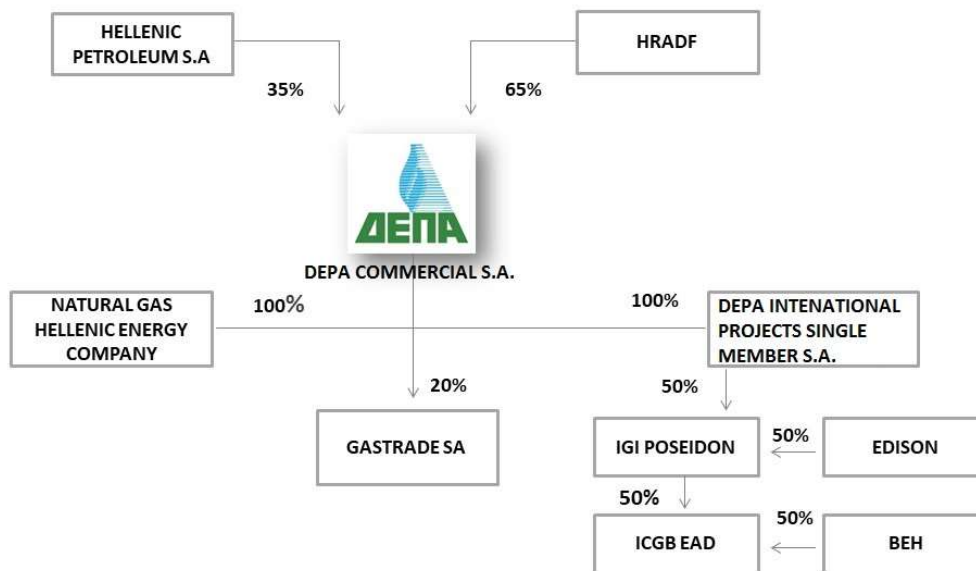 HELLENIC
PETROLEUM S.A
HRADF
35%
65%
ΔΕΠΑ
DEPA COMMERCIAL S.A.
NATURAL GAS
HELLENIC ENERGY
COMPANY
100%
100%
DEPA INTENATIONAL
PROJECTS SINGLE
MEMBER S.A.
20%
50%
GASTRADE SA
IGI POSEIDON
50%
EDISON
50%
ICGB EAD
50%
BEH